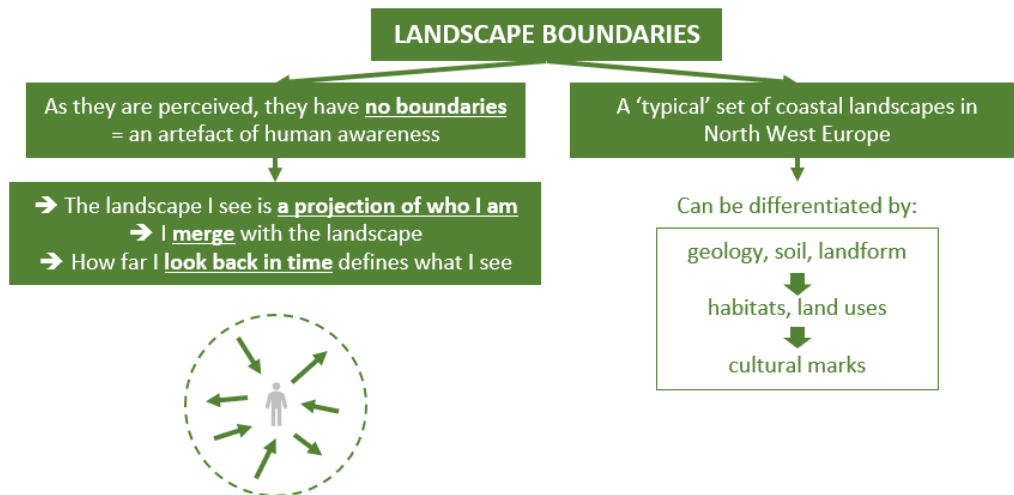 LANDSCAPE BOUNDARIES
As they are perceived, they have no boundaries
= an artefact of human awareness
➔ The landscape I see is a projection of who I am
➔ I merge with the landscape
➔ How far I look back in time defines what I see
A ‘typical’ set of coastal landscapes in
North West Europe
Can be differentiated by:
geology, soil, landform
habitats, land uses
cultural marks